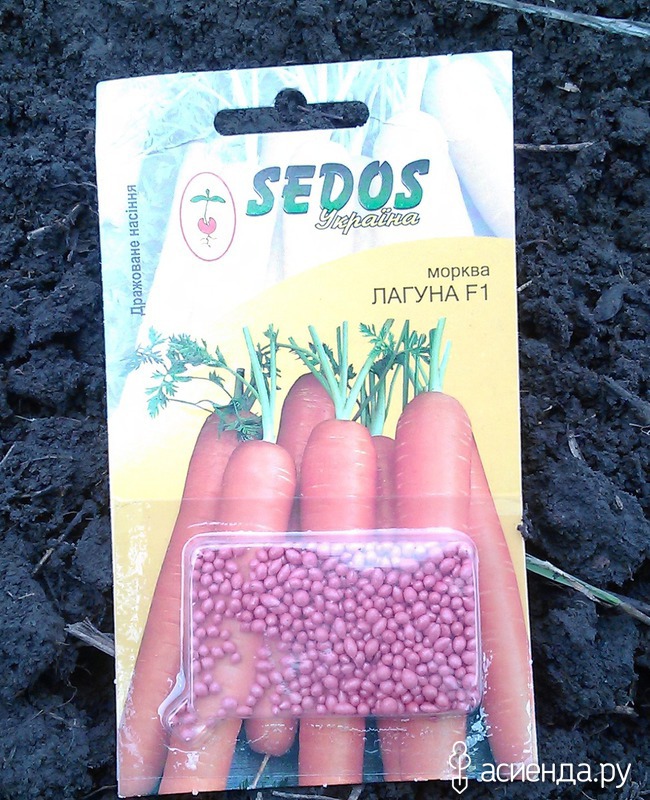 SEDOS
Україна
морква
ЛАГУНА F1
Дражоване насіння
асиенда.ру